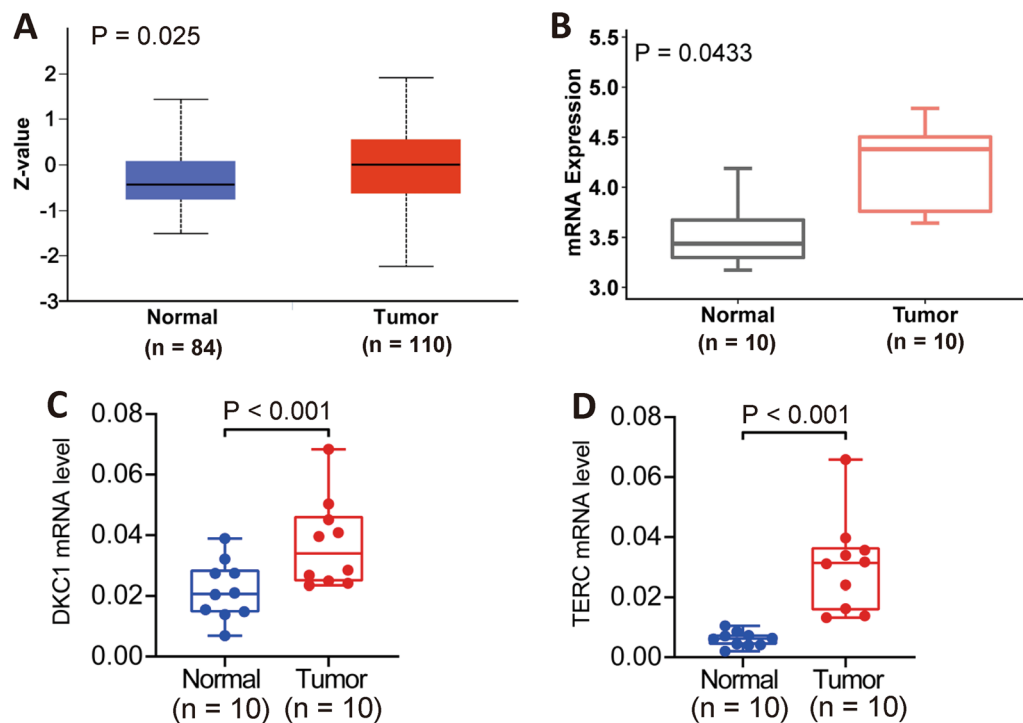 A
P = 0.025
Z-value
2
1
0
-1
-2
-3
Normal
(n = 84)
Tumor
(n = 110)
B
P = 0.0433
mRNA Expression
5.5
5.0
4.5
4.0
3.5
3.0
Normal
(n = 10)
Tumor
(n = 10)
C
P < 0.001
DKC1 mRNA level
0.08
0.06
0.04
0.02
0.00
Normal
(n = 10)
Tumor
(n = 10)
D
P < 0.001
TERC mRNA level
0.08
0.06
0.04
0.02
0.00
Normal
(n = 10)
Tumor
(n = 10)